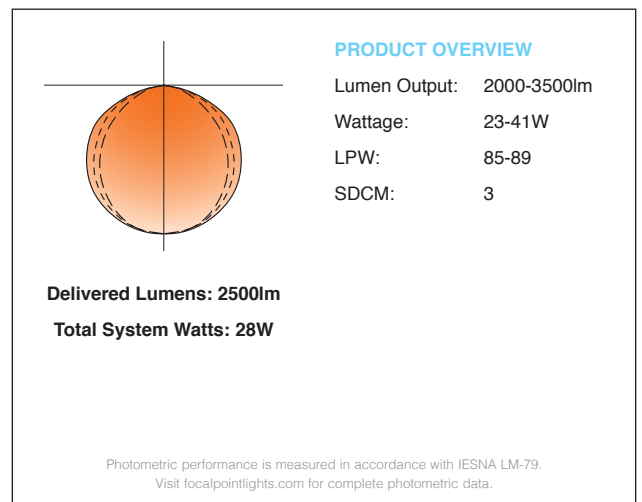 PRODUCT OVERVIEW
Lumen Output: 2000-3500lm
Wattage: 23-41W
LPW: 85-89
SDCM: 3
Delivered Lumens: 2500lm
Total System Watts: 28W
Photometric performance is measured in accordance with IESNA LM-79.
Visit focalpointlights.com for complete photometric data.